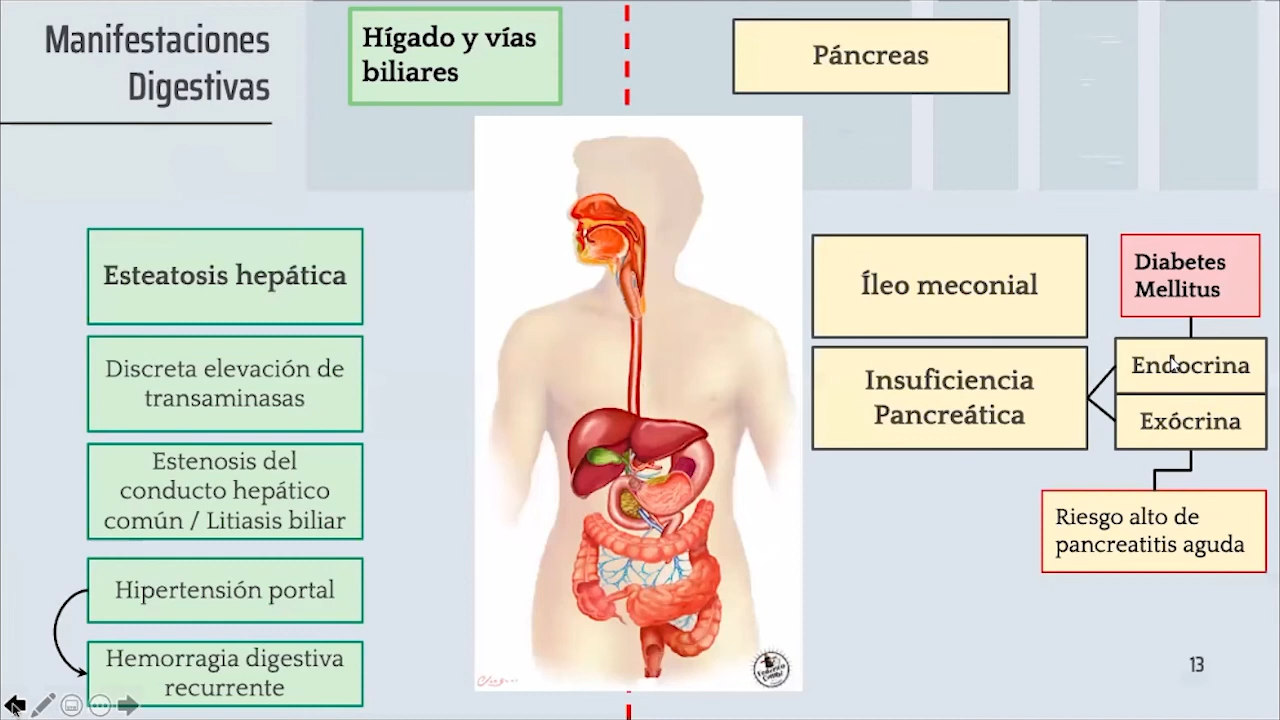 Manifestaciones
Digestivas
Hígado y vías
biliares
Páncreas
Esteatosis hepática
Discreta elevación de
transaminasas
Estenosis del
conducto hepático
común / Litiasis biliar
Hipertensión portal
Hemorragia digestiva
recurrente
Íleo meconial
Insuficiencia
Pancreática
Diabetes
Mellitus
Endocrina
Exócrina
Riesgo alto de
pancreatitis aguda
13